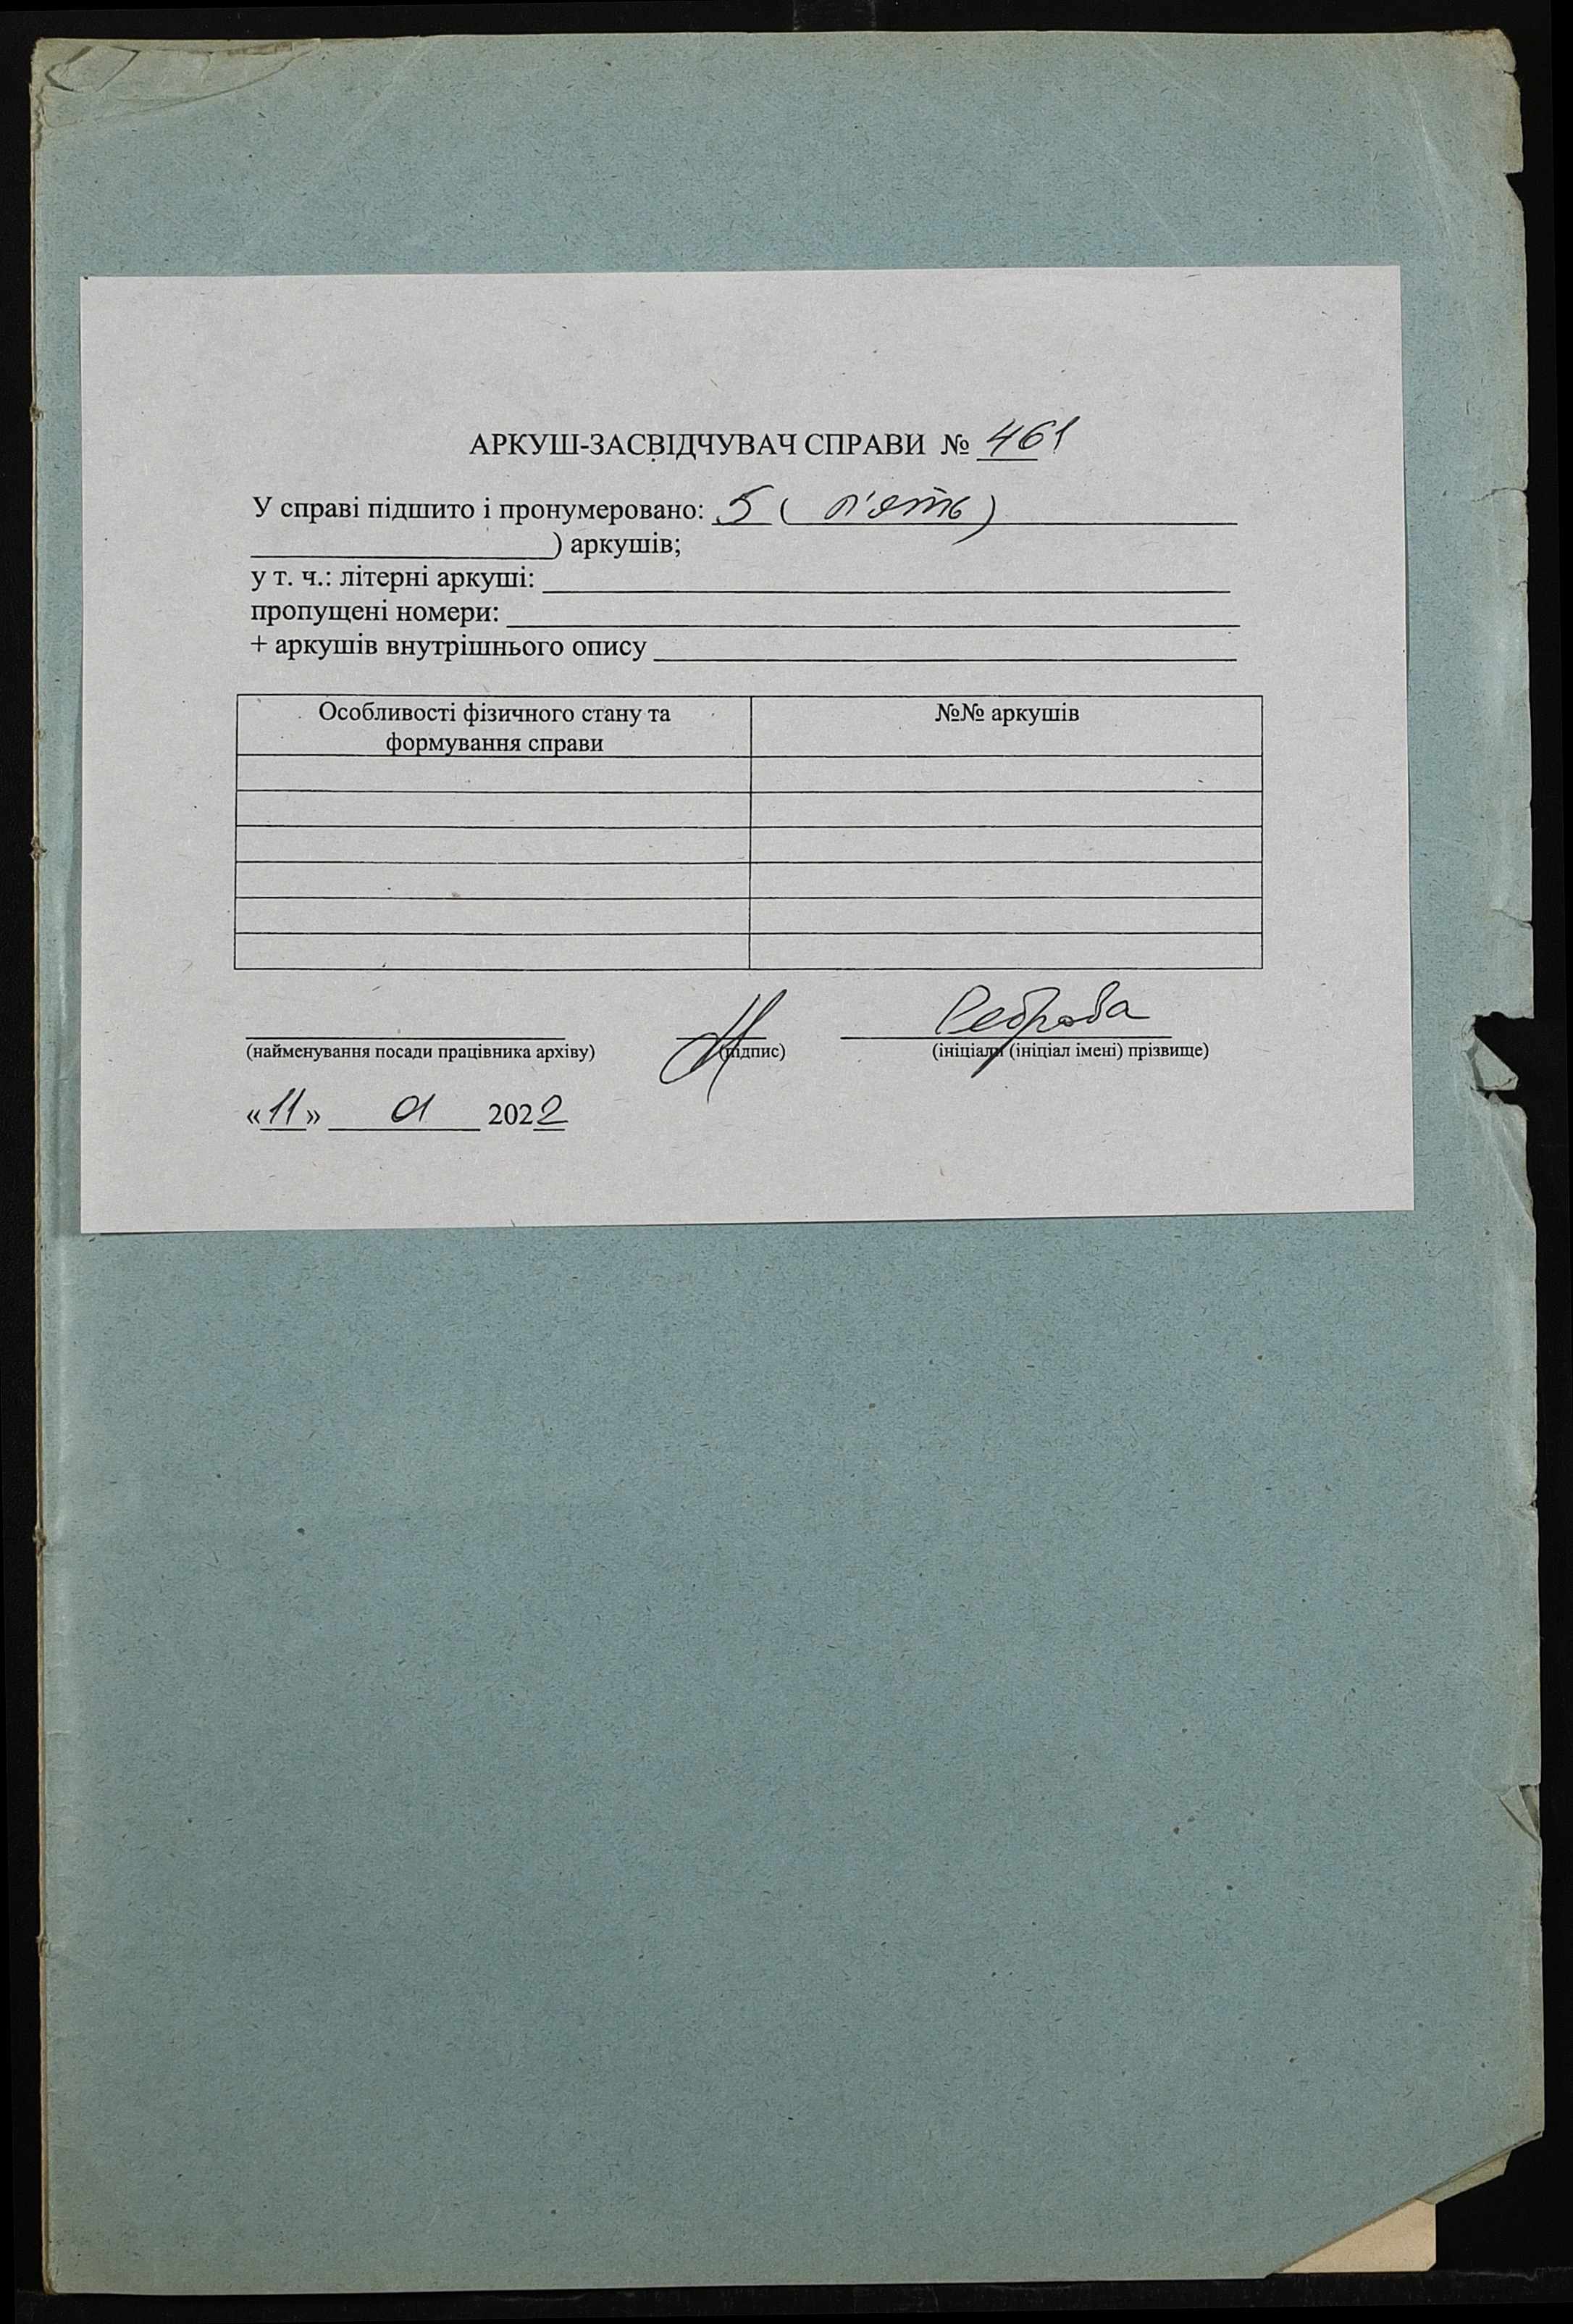 АРКУШ-ЗАСВІДЧУВАЧ СПРАВИ № 461
У справі підшито і пронумеровано: 5 ( п'ять )
) аркушів;
у т. ч.: літерні аркуші:
пропущені номери:
+ аркушів внутрішнього опису
Особливості фізичного стану та формування справи
№№ аркушів
Реброва
(найменування посади працівника архіву) (підпис) (ініціали (ініціал імені) прізвище)
«11» 01 2022